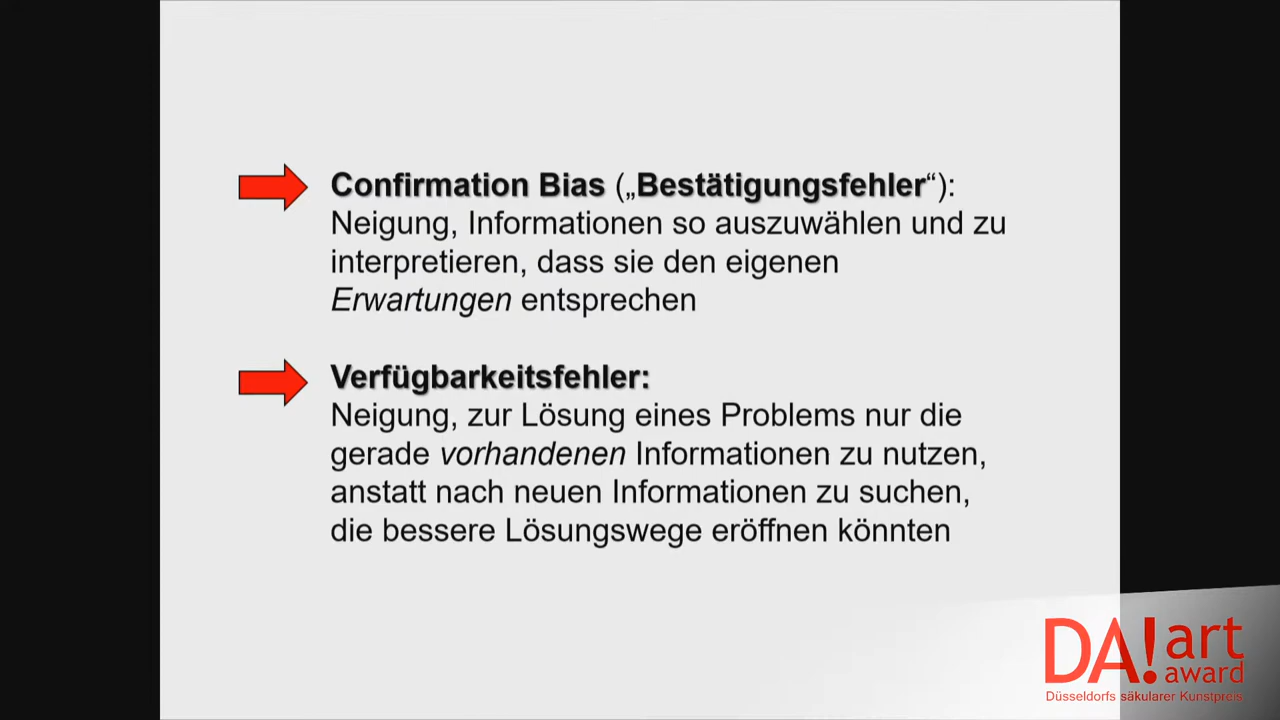 Confirmation Bias („Bestätigungsfehler“):
Neigung, Informationen so auszuwählen und zu
interpretieren, dass sie den eigenen
Erwartungen entsprechen
Verfügbarkeitsfehler:
Neigung, zur Lösung eines Problems nur die
gerade vorhandenen Informationen zu nutzen,
anstatt nach neuen Informationen zu suchen,
die bessere Lösungswege eröffnen könnten
DA!art
award
Düsseldorfs säkularer Kunstpreis